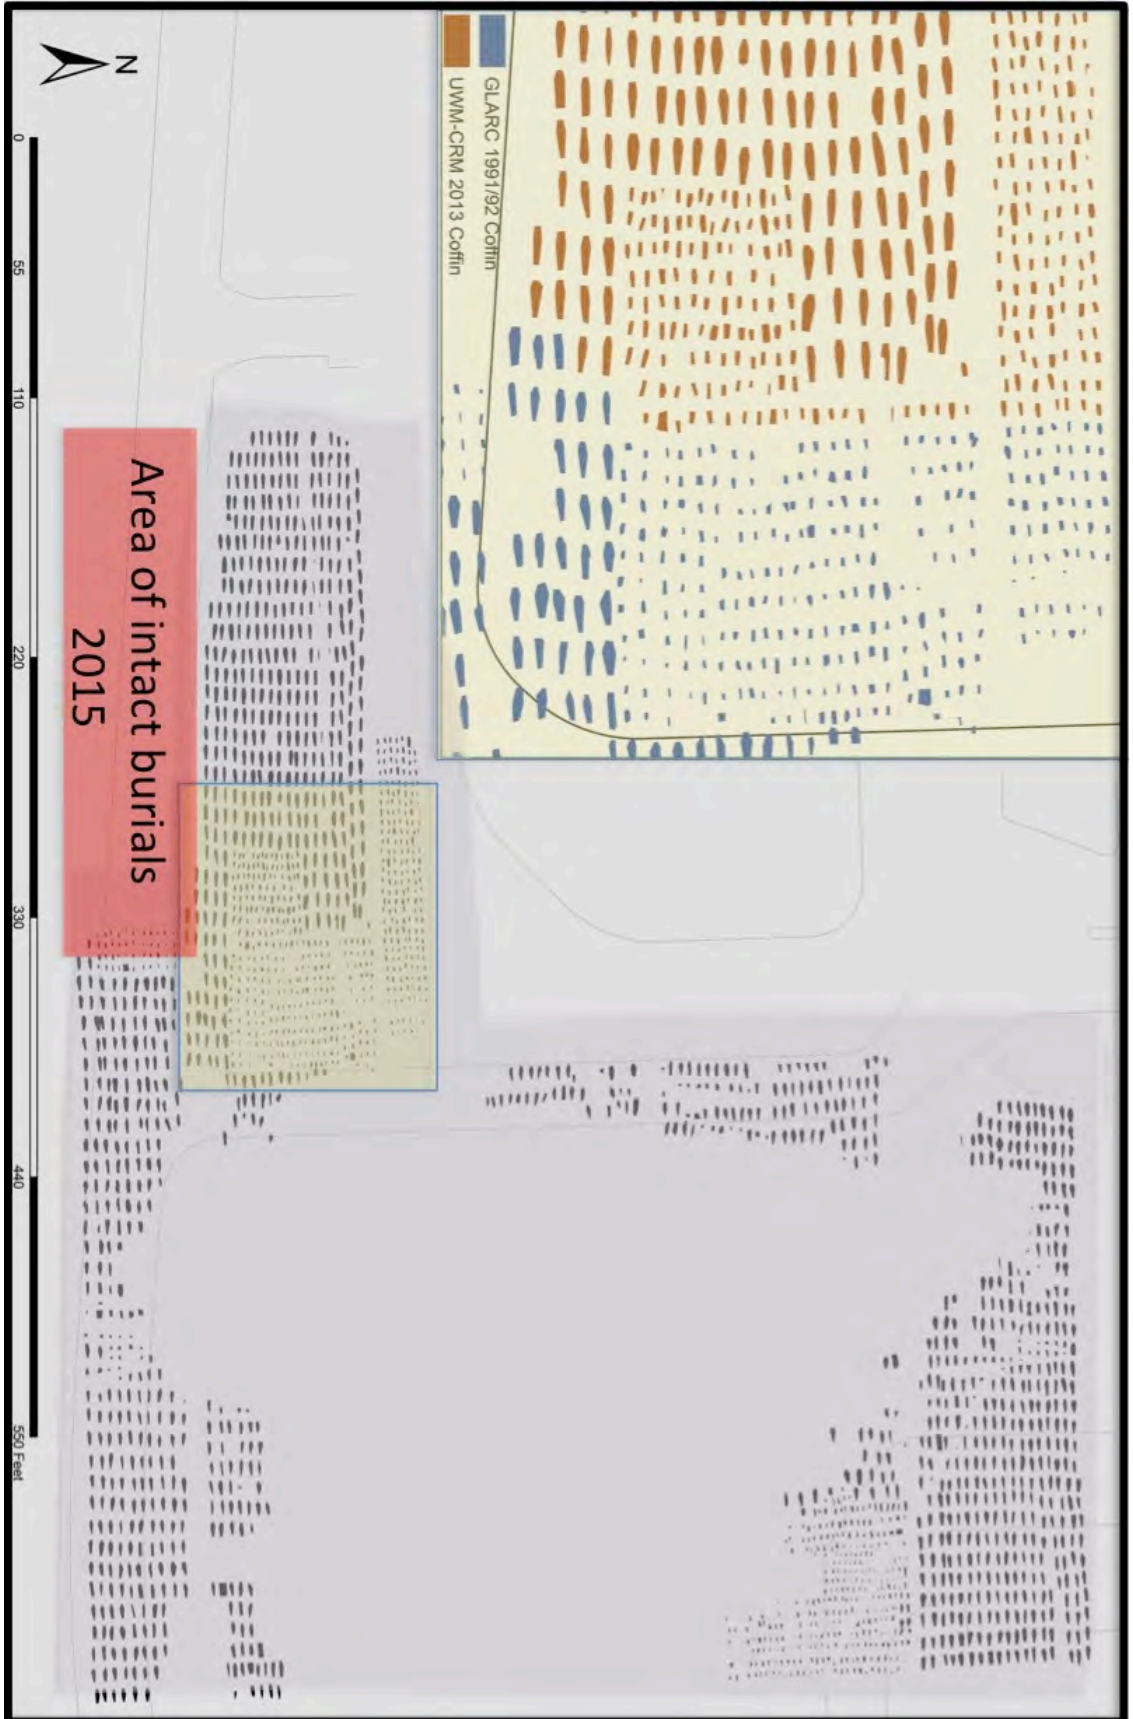 N
GLARC 1991/92 Coffin
UWM-CRM 2013 Coffin
Area of intact burials
2015
0
55
110
220
330
440
550 Feet